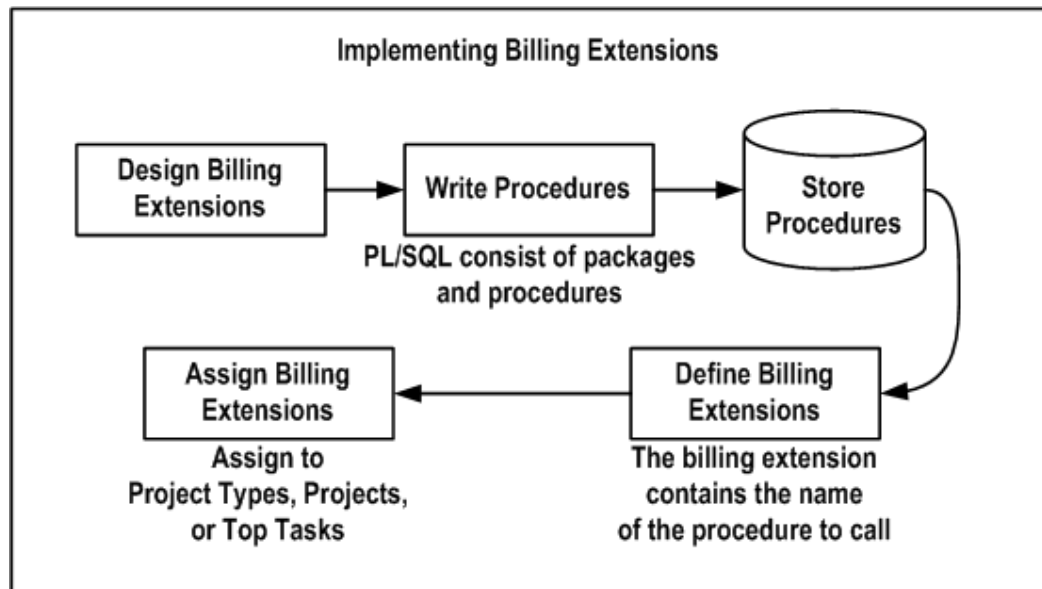 Implementing Billing Extensions
Design Billing
Extensions
Write Procedures
PL/SQL consist of packages
and procedures
Store
Procedures
Define Billing
Extensions
The billing extension
contains the name
of the procedure to call
Assign Billing
Extensions
Assign to
Project Types, Projects,
or Top Tasks